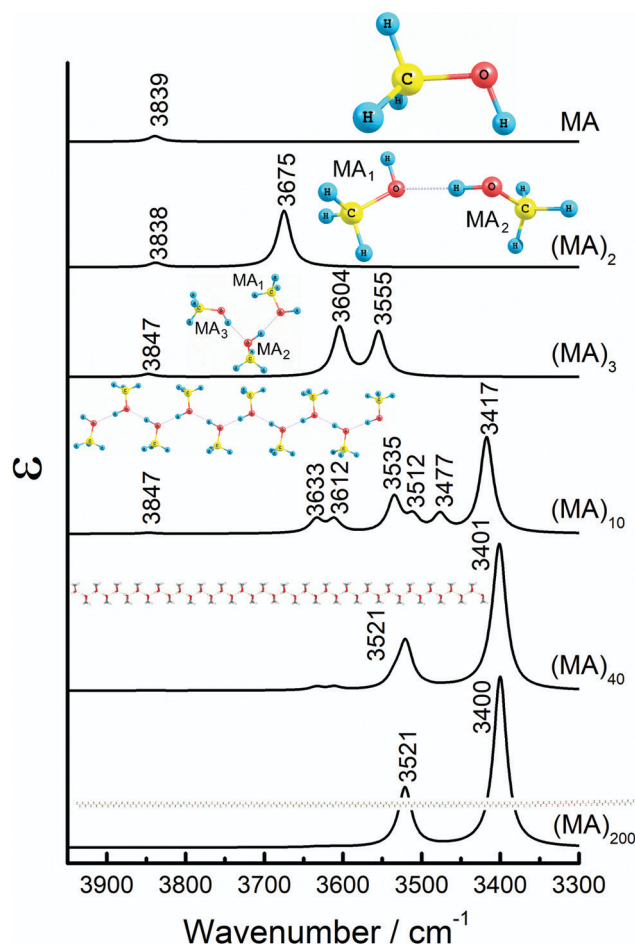 3839
MA
3838
3675
MA1
MA2
(MA)2
3847
3604
3555
MA1
MA3
MA2
(MA)3
3847
3633
3612
3535
3512
3477
3417
(MA)10
3521
3401
(MA)40
3521
3400
(MA)200
ε
3900 3800 3700 3600 3500 3400 3300
Wavenumber / cm-1
H
C
O
H
H
H
H
O
H
C
H
H
H
O
H
C
H
H